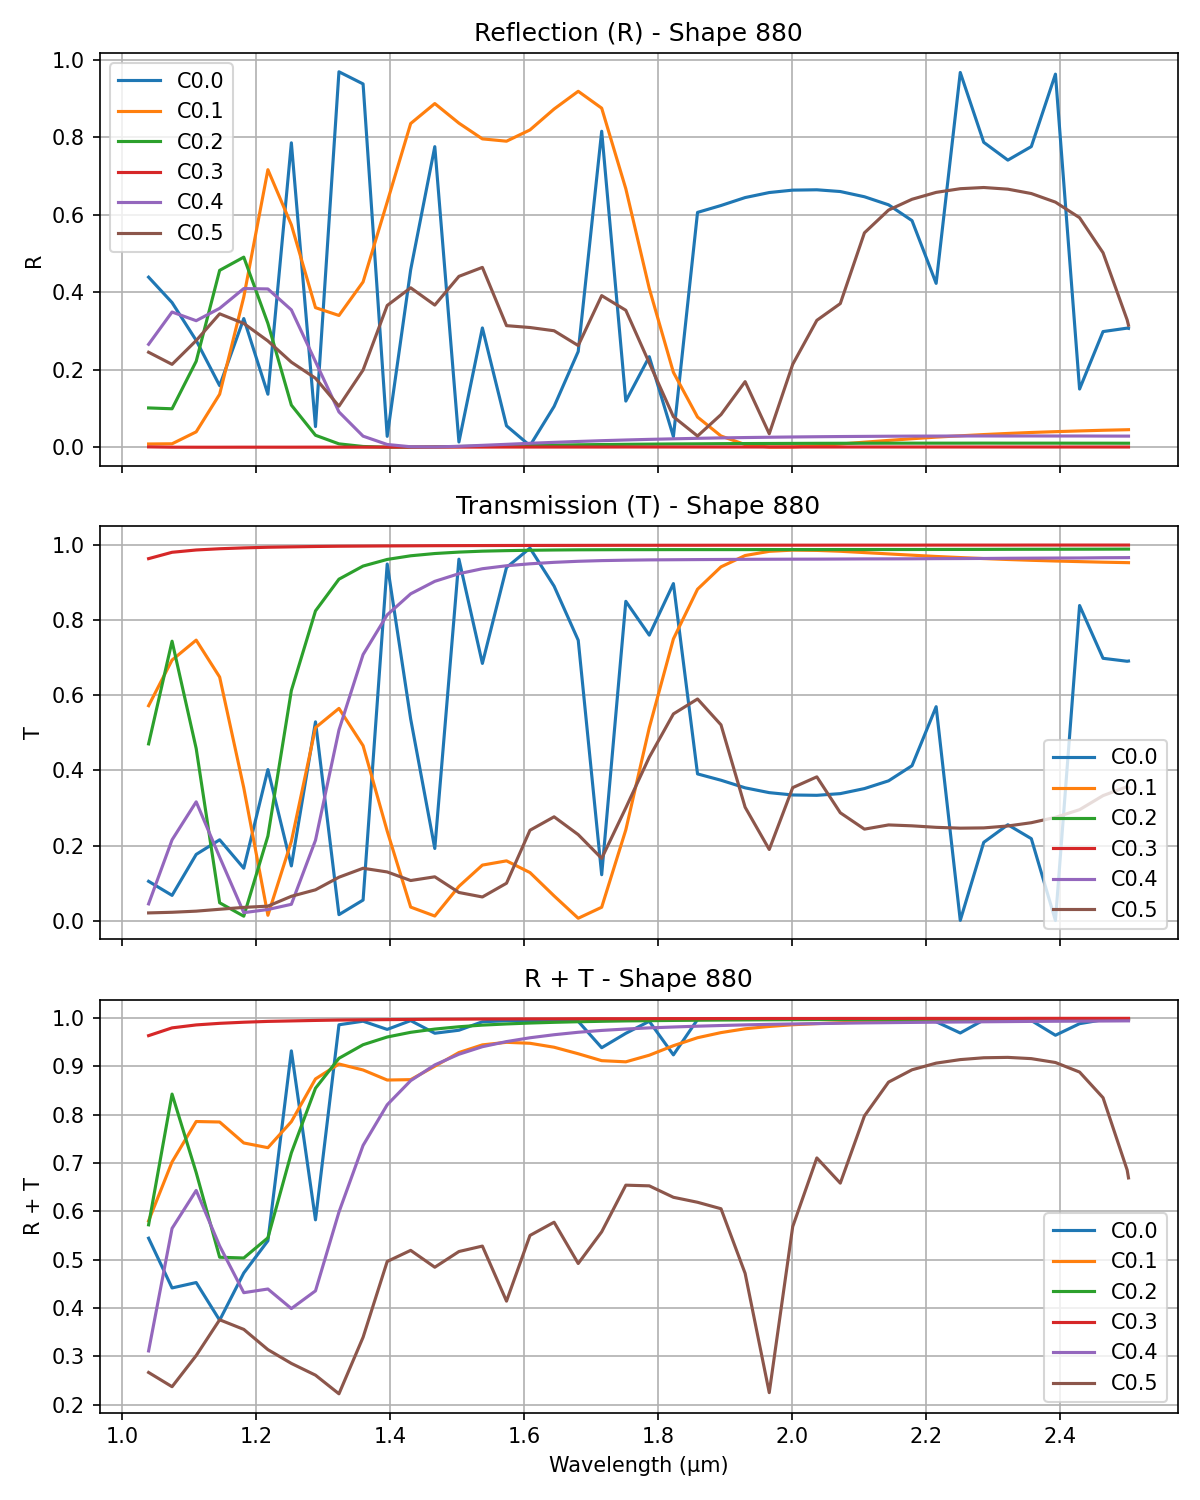 Reflection (R) - Shape 880
1.0
0.8
0.6
0.4
0.2
0.0
R
C0.0
C0.1
C0.2
C0.3
C0.4
C0.5
Transmission (T) - Shape 880
1.0
0.8
0.6
0.4
0.2
0.0
T
C0.0
C0.1
C0.2
C0.3
C0.4
C0.5
R + T - Shape 880
1.0
0.9
0.8
0.7
0.6
0.5
0.4
0.3
0.2
R + T
C0.0
C0.1
C0.2
C0.3
C0.4
C0.5
1.0 1.2 1.4 1.6 1.8 2.0 2.2 2.4
Wavelength (μm)